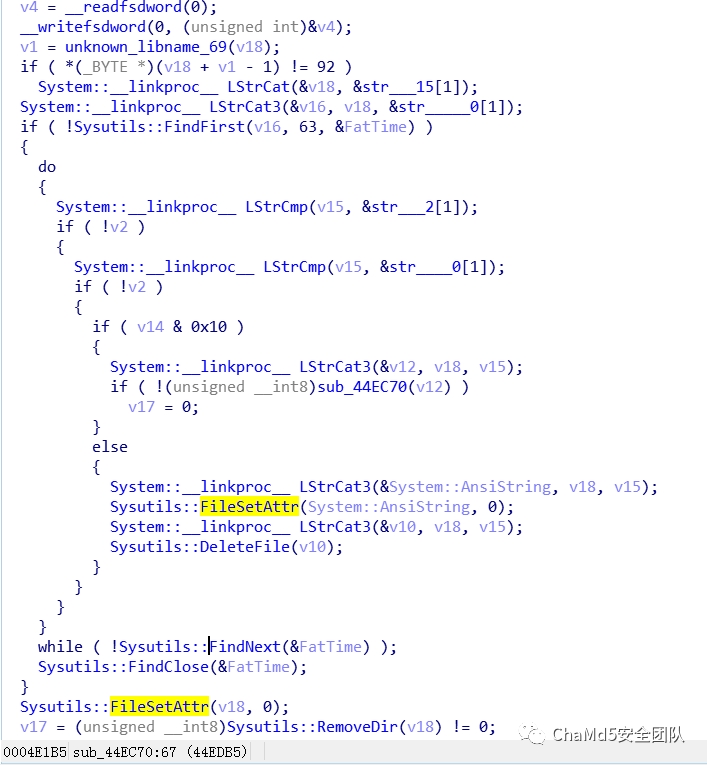 v4 = __readfsdword(0);
__writefsdword(0, (unsigned int)&v4);
v1 = unknown_libname_69(v18);
if ( *(_BYTE *)(v18 + v1 - 1) != 92 )
System::__linkproc__ LStrCat(&v18, &str___15[1]);
System::__linkproc__ LStrCat3(&v16, v18, &str_____0[1]);
if ( !Sysutils::FindFirst(v16, 63, &FatTime) )
{
do
{
System::__linkproc__ LStrCmp(v15, &str___2[1]);
if ( !v2 )
{
System::__linkproc__ LStrCmp(v15, &str____0[1]);
if ( !v2 )
{
if ( v14 & 0x10 )
{
System::__linkproc__ LStrCat3(&v12, v18, v15);
if ( !(unsigned __int8)sub_44EC70(v12) )
v17 = 0;
}
else
{
System::__linkproc__ LStrCat3(&System::AnsiString, v18, v15);
Sysutils::FileSetAttr(System::AnsiString, 0);
System::__linkproc__ LStrCat3(&v10, v18, v15);
Sysutils::DeleteFile(v10);
}
}
}
}
while ( !Sysutils::FindNext(&FatTime) );
Sysutils::FindClose(&FatTime);
}
Sysutils::FileSetAttr(v18, 0);
v17 = (unsigned __int8)Sysutils::RemoveDir(v18) != 0;
ChaMd5安全团队
0004E1B5 sub_44EC70:67 (44EDB5)